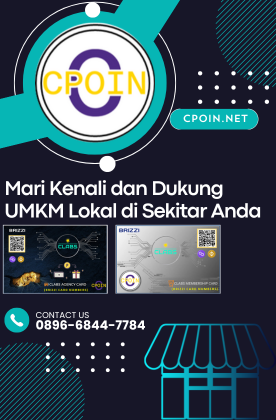 CPOIN
CPOIN.NET
Mari Kenali dan Dukung
UMKM Lokal di Sekitar Anda
BRIZZI
CLABS
BRIZZI
CPOIN
CONTACT US
0896-6844-7784